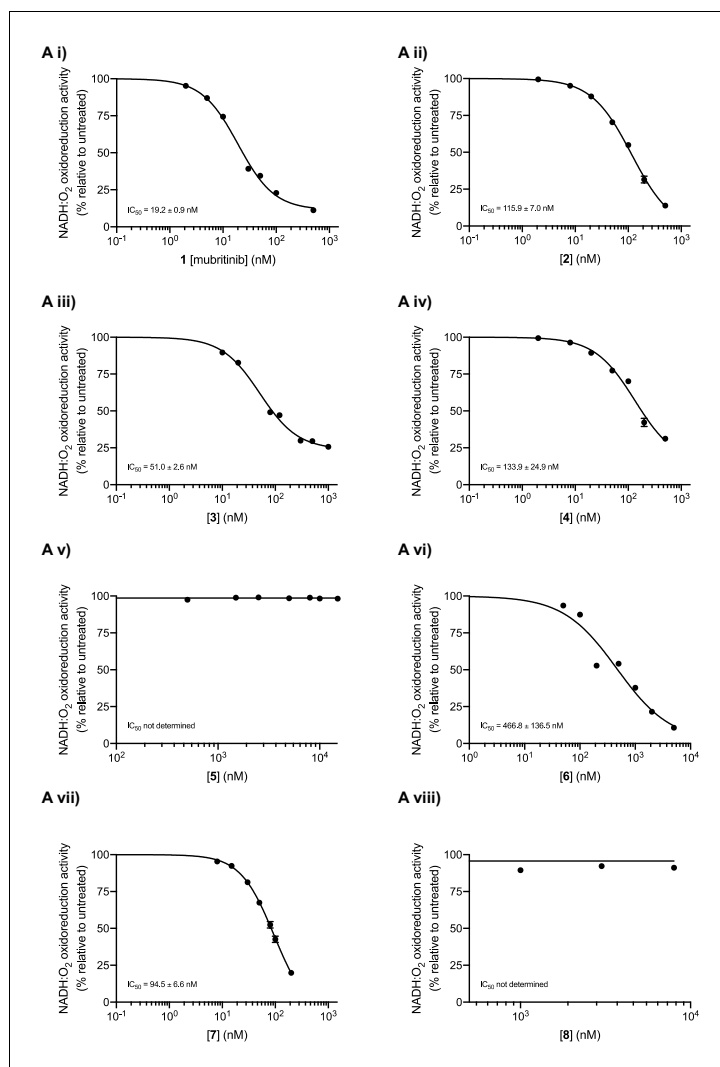 A i)
NADH:O₂ oxidoreduction activity
(% relative to untreated)
100
75
50
25
0
IC₅₀ = 19.2 ± 0.9 nM
10⁻¹ 10⁰ 10¹ 10² 10³
1 [mubritinib] (nM)
A ii)
NADH:O₂ oxidoreduction activity
(% relative to untreated)
100
75
50
25
0
IC₅₀ = 115.9 ± 7.0 nM
10⁻¹ 10⁰ 10¹ 10² 10³
[2] (nM)
A iii)
NADH:O₂ oxidoreduction activity
(% relative to untreated)
100
75
50
25
0
IC₅₀ = 51.0 ± 2.6 nM
10⁻¹ 10⁰ 10¹ 10² 10³
[3] (nM)
A iv)
NADH:O₂ oxidoreduction activity
(% relative to untreated)
100
75
50
25
0
IC₅₀ = 133.9 ± 24.9 nM
10⁻¹ 10⁰ 10¹ 10² 10³
[4] (nM)
A v)
NADH:O₂ oxidoreduction activity
(% relative to untreated)
100
75
50
25
0
IC₅₀ not determined
10² 10³ 10⁴
[5] (nM)
A vi)
NADH:O₂ oxidoreduction activity
(% relative to untreated)
100
75
50
25
0
IC₅₀ = 466.8 ± 136.5 nM
10⁰ 10¹ 10² 10³ 10⁴
[6] (nM)
A vii)
NADH:O₂ oxidoreduction activity
(% relative to untreated)
100
75
50
25
0
IC₅₀ = 94.5 ± 6.6 nM
10⁻¹ 10⁰ 10¹ 10² 10³
[7] (nM)
A viii)
NADH:O₂ oxidoreduction activity
(% relative to untreated)
100
75
50
25
0
IC₅₀ not determined
10³ 10⁴
[8] (nM)